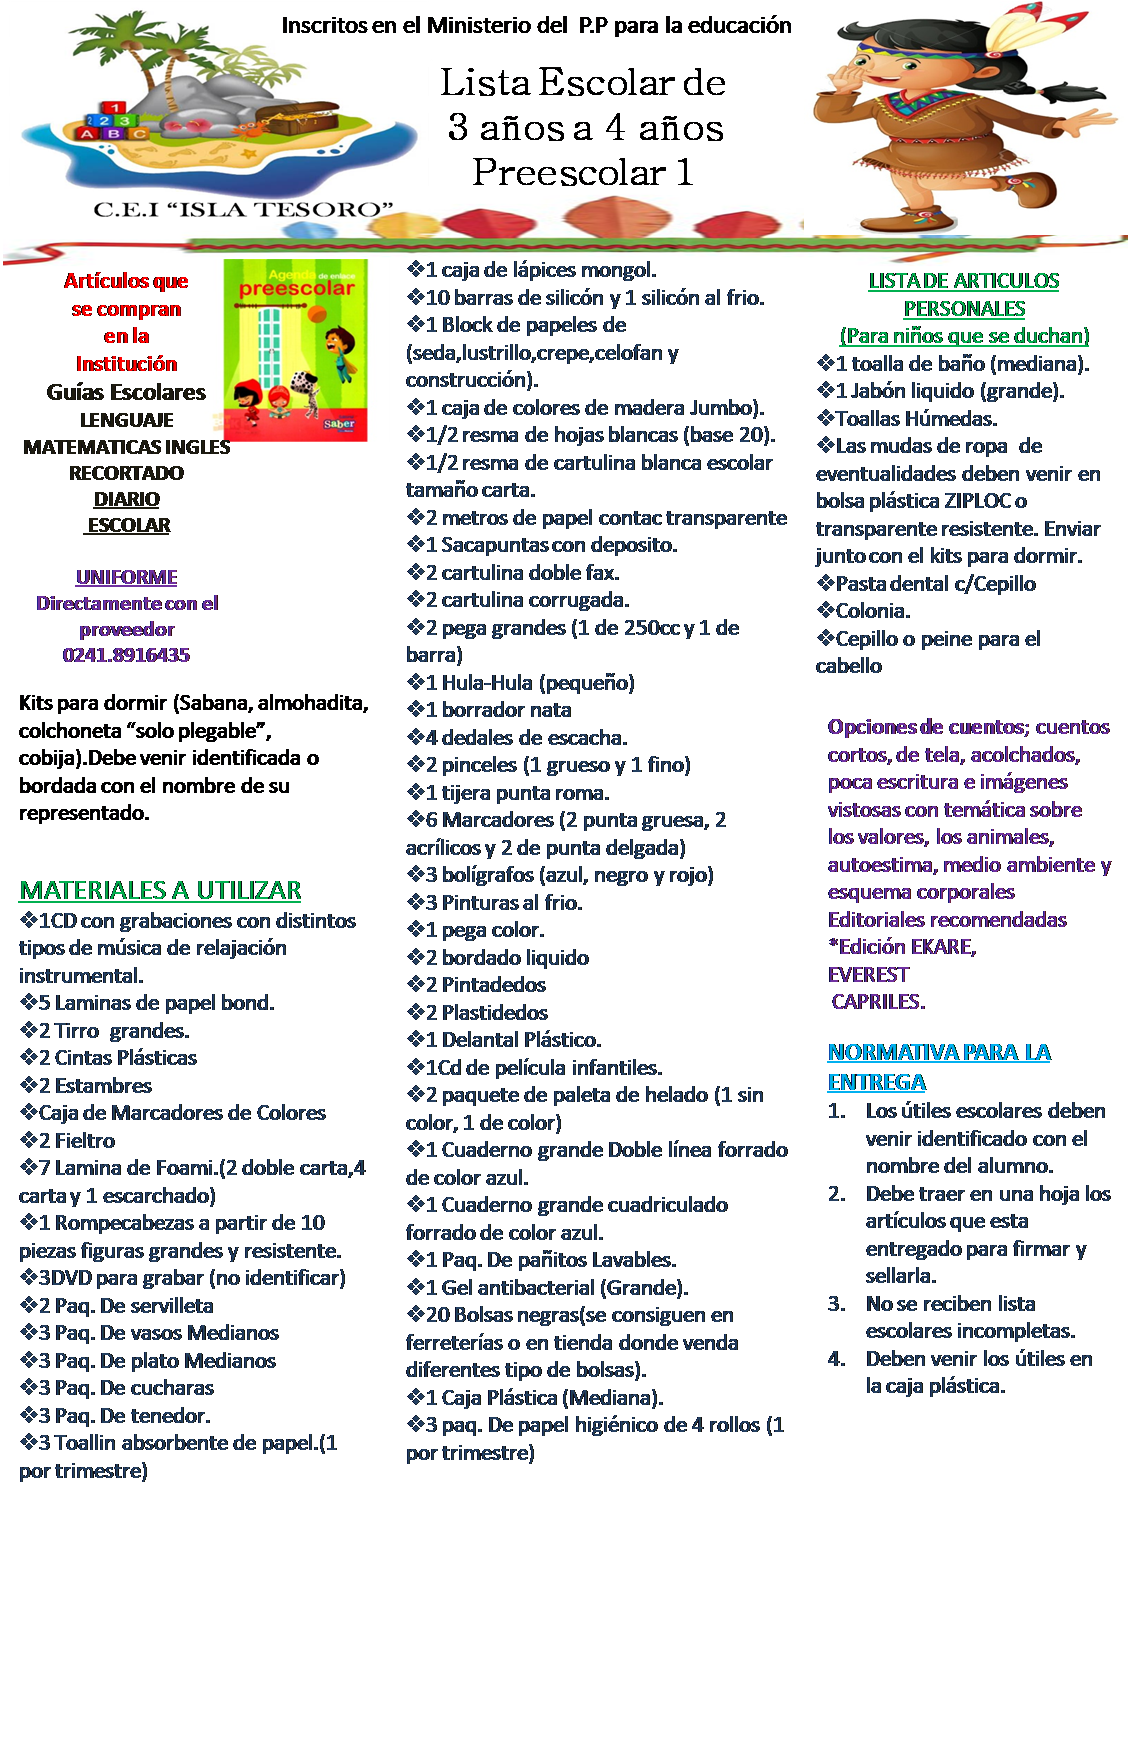 Inscritos en el Ministerio del P.P para la educación
Lista Escolar de
3 años a 4 años
Preescolar 1
1
2 3
A B C
C.E.I “ISLA TESORO”
Artículos que
se compran
en la
Institución
Guías Escolares
LENGUAJE
MATEMATICAS INGLES
RECORTADO
DIARIO
ESCOLAR
Agenda de enlace
preescolar
Saber
UNIFORME
Directamente con el
proveedor
0241.8916435
Kits para dormir (Sabana, almohadita,
colchoneta “solo plegable”,
cobija).Debe venir identificada o
bordada con el nombre de su
representado.
MATERIALES A UTILIZAR
❖1CD con grabaciones con distintos
tipos de música de relajación
instrumental.
❖5 Laminas de papel bond.
❖2 Tirro grandes.
❖2 Cintas Plásticas
❖2 Estambres
❖Caja de Marcadores de Colores
❖2 Fieltro
❖7 Lamina de Foami.(2 doble carta,4
carta y 1 escarchado)
❖1 Rompecabezas a partir de 10
piezas figuras grandes y resistente.
❖3DVD para grabar (no identificar)
❖2 Paq. De servilleta
❖3 Paq. De vasos Medianos
❖3 Paq. De plato Medianos
❖3 Paq. De cucharas
❖3 Paq. De tenedor.
❖3 Toallin absorbente de papel.(1
por trimestre)
❖1 caja de lápices mongol.
❖10 barras de silicón y 1 silicón al frio.
❖1 Block de papeles de
(seda,lustrillo,crepe,celofan y
construcción).
❖1 caja de colores de madera Jumbo).
❖1/2 resma de hojas blancas (base 20).
❖1/2 resma de cartulina blanca escolar
tamaño carta.
❖2 metros de papel contac transparente
❖1 Sacapuntas con deposito.
❖2 cartulina doble fax.
❖2 cartulina corrugada.
❖2 pega grandes (1 de 250cc y 1 de
barra)
❖1 Hula-Hula (pequeño)
❖1 borrador nata
❖4 dedales de escacha.
❖2 pinceles (1 grueso y 1 fino)
❖1 tijera punta roma.
❖6 Marcadores (2 punta gruesa, 2
acrílicos y 2 de punta delgada)
❖3 bolígrafos (azul, negro y rojo)
❖3 Pinturas al frio.
❖1 pega color.
❖2 bordado liquido
❖2 Pintadedos
❖2 Plastidedos
❖1 Delantal Plástico.
❖1Cd de película infantiles.
❖2 paquete de paleta de helado (1 sin
color, 1 de color)
❖1 Cuaderno grande Doble línea forrado
de color azul.
❖1 Cuaderno grande cuadriculado
forrado de color azul.
❖1 Paq. De pañitos Lavables.
❖1 Gel antibacterial (Grande).
❖20 Bolsas negras(se consiguen en
ferreterías o en tienda donde venda
diferentes tipo de bolsas).
❖1 Caja Plástica (Mediana).
❖3 paq. De papel higiénico de 4 rollos (1
por trimestre)
LISTA DE ARTICULOS
PERSONALES
(Para niños que se duchan)
❖1 toalla de baño (mediana).
❖1 Jabón liquido (grande).
❖Toallas Húmedas.
❖Las mudas de ropa de
eventualidades deben venir en
bolsa plástica ZIPLOC o
transparente resistente. Enviar
junto con el kits para dormir.
❖Pasta dental c/Cepillo
❖Colonia.
❖Cepillo o peine para el
cabello
Opciones de cuentos; cuentos
cortos, de tela, acolchados,
poca escritura e imágenes
vistosas con temática sobre
los valores, los animales,
autoestima, medio ambiente y
esquema corporales
Editoriales recomendadas
*Edición EKARE,
EVEREST
CAPRILES.
NORMATIVA PARA LA
ENTREGA
1. Los útiles escolares deben
venir identificado con el
nombre del alumno.
2. Debe traer en una hoja los
artículos que esta
entregado para firmar y
sellarla.
3. No se reciben lista
escolares incompletas.
4. Deben venir los útiles en
la caja plástica.